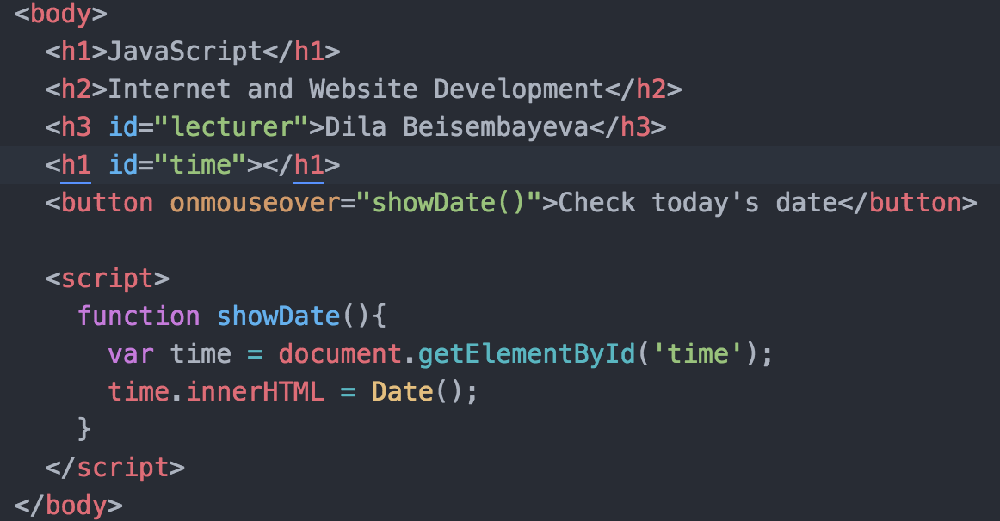 <body>
  <h1>JavaScript</h1>
  <h2>Internet and Website Development</h2>
  <h3 id="lecturer">Dila Beisembayeva</h3>
  <h1 id="time"></h1>
  <button onmouseover="showDate()">Check today's date</button>

  <script>
    function showDate(){
      var time = document.getElementById('time');
      time.innerHTML = Date();
    }
  </script>
</body>